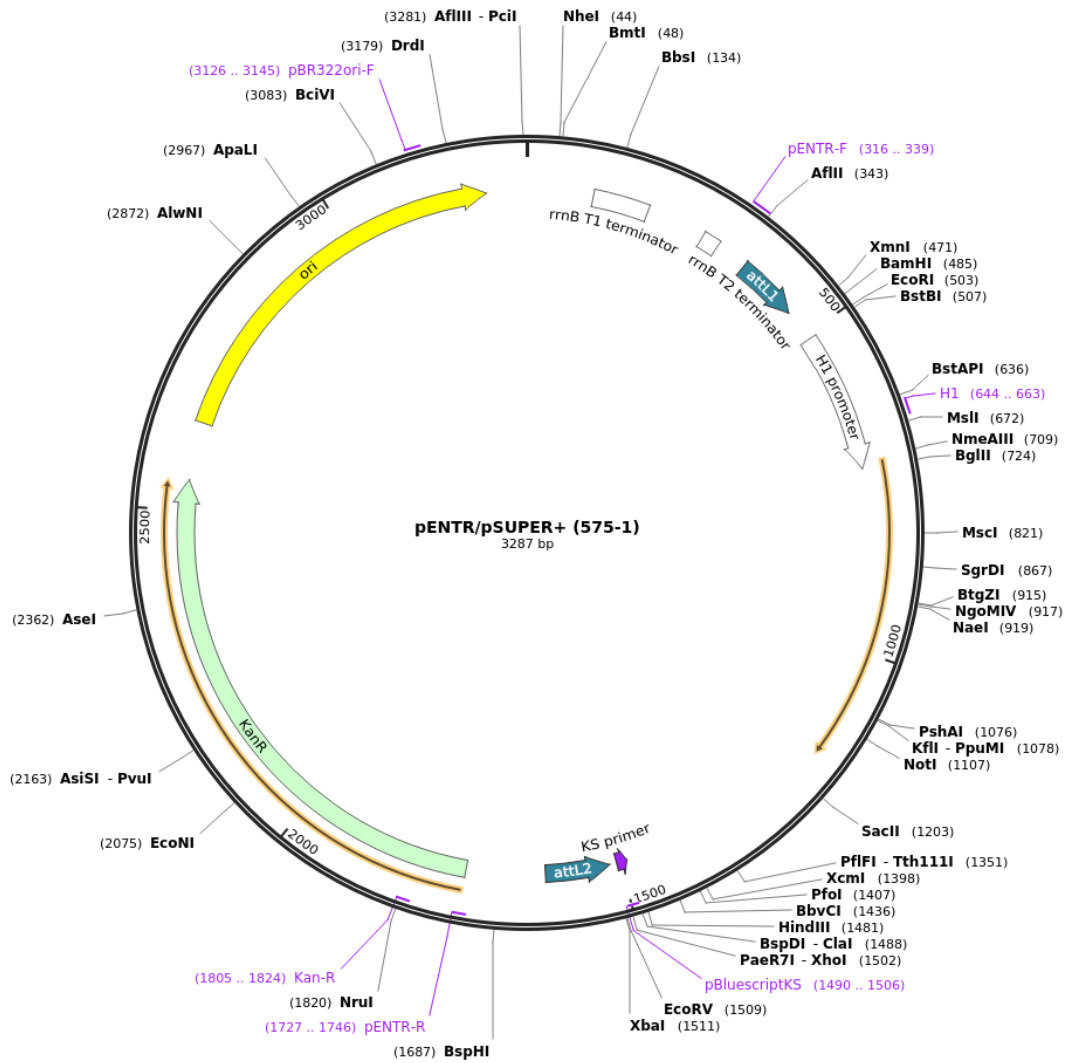 (3281) AflIII - PciI
NheI (44)
BmtI (48)
BbsI (134)
(3179) DrdI
(3126 .. 3145) pBR322ori-F
(3083) BciVI
(2967) ApaLI
(2872) AlwNI
pENTR-F (316 .. 339)
AflII (343)
XmnI (471)
BamHI (485)
EcoRI (503)
BstBI (507)
BstAPI (636)
H1 (644 .. 663)
MslI (672)
NmeAIII (709)
BglII (724)
MscI (821)
SgrDI (867)
BtgZI (915)
NgoMIV (917)
NaeI (919)
PshAI (1076)
KflI - PpuMI (1078)
NotI (1107)
SacII (1203)
PflFI - Tth111I (1351)
XcmI (1398)
PfoI (1407)
BbvCI (1436)
HindIII (1481)
BspDI - ClaI (1488)
PaeR7I - XhoI (1502)
pBluescriptKS (1490 .. 1506)
EcoRV (1509)
XbaI (1511)
(1687) BspHI
(1727 .. 1746) pENTR-R
(1820) NruI
(1805 .. 1824) Kan-R
(2075) EcoNI
(2163) AsiSI - PvuI
(2362) AseI
500
1000
1500
2000
2500
3000
rrnB T1 terminator
rrnB T2 terminator
attL1
H1 promoter
KS primer
attL2
KanR
ori
pENTR/pSUPER+ (575-1)
3287 bp